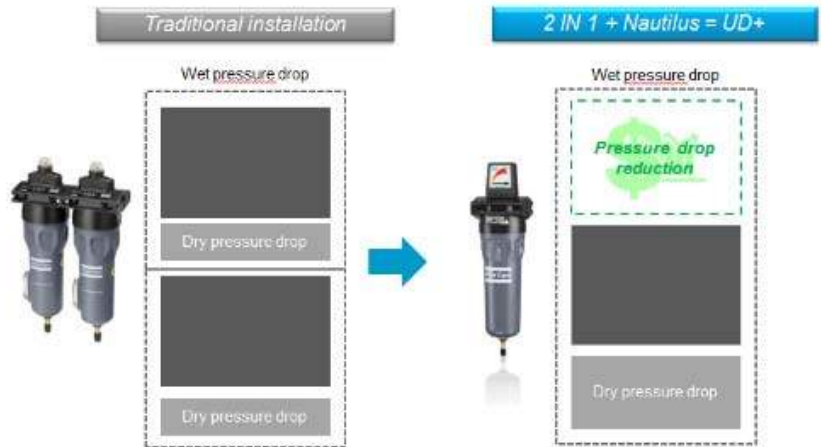 Traditional installation
2 IN 1 + Nautilus = UD+
Wet pressure drop
Dry pressure drop
Dry pressure drop
Wet pressure drop
Pressure drop
reduction
Dry pressure drop